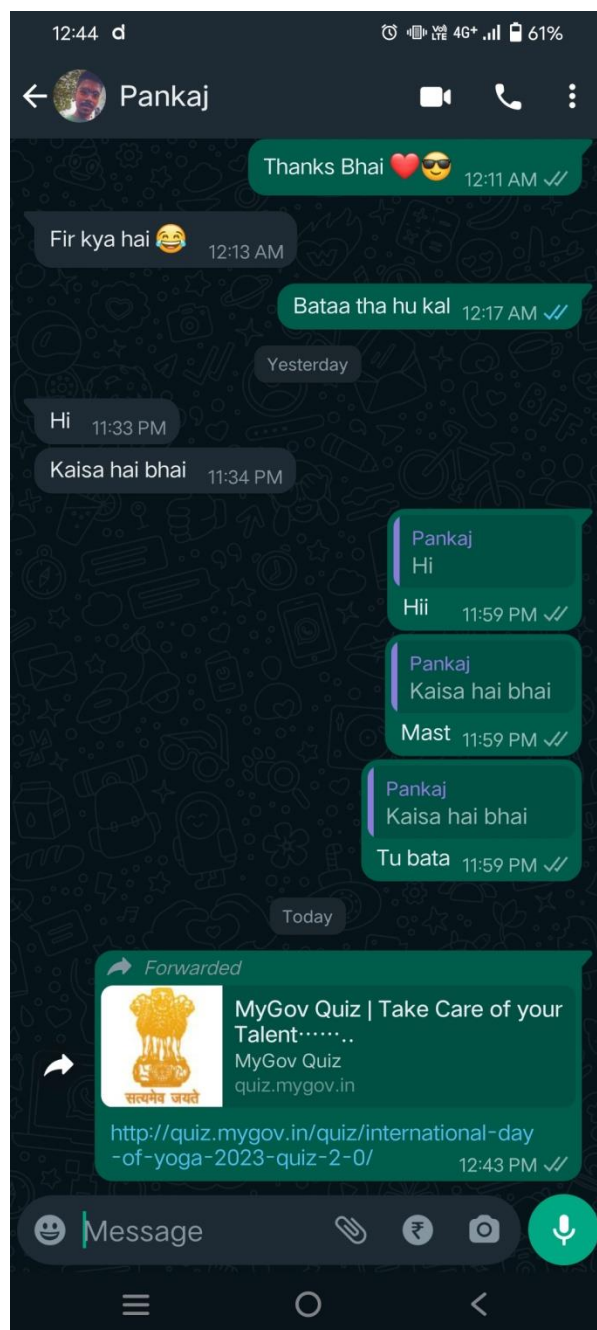 12:44 d 4G+ 61%
Pankaj
Thanks Bhai ❤️😎 12:11 AM
Fir kya hai 😂 12:13 AM
Bataa tha hu kal 12:17 AM
Yesterday
Hi 11:33 PM
Kaisa hai bhai 11:34 PM
Pankaj
Hi
Hii 11:59 PM
Pankaj
Kaisa hai bhai
Mast 11:59 PM
Pankaj
Kaisa hai bhai
Tu bata 11:59 PM
Today
Forwarded
सत्यमेव जयते
MyGov Quiz | Take Care of your
Talent⋯⋯..
MyGov Quiz
quiz.mygov.in
http://quiz.mygov.in/quiz/international-day
-of-yoga-2023-quiz-2-0/ 12:43 PM
Message ₹